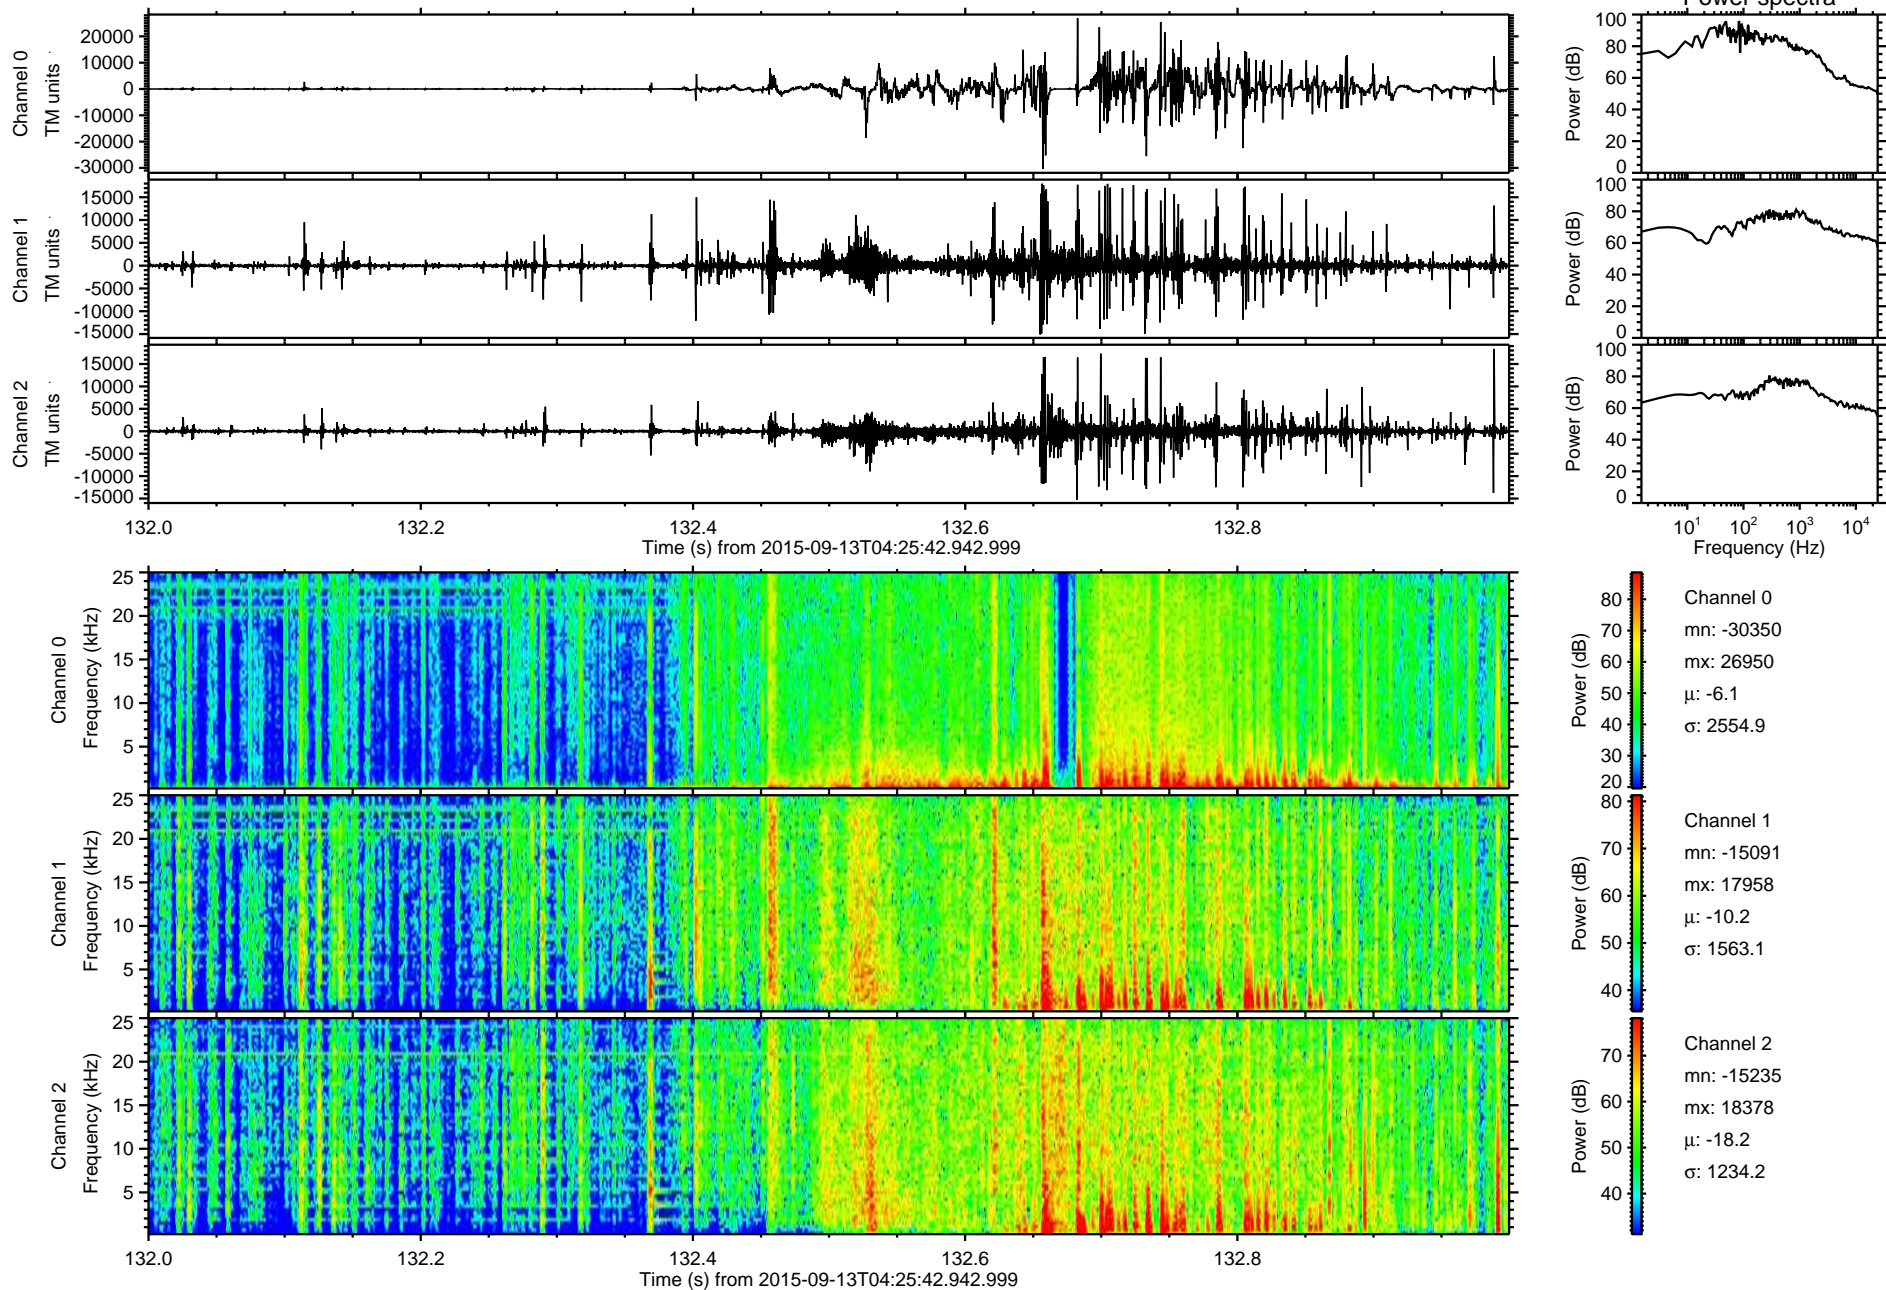 Power spectra
Channel 0
TM units
20000
10000
0
-10000
-20000
-30000
Power (dB)
100
80
60
40
20
0
Channel 1
TM units
15000
10000
5000
0
-5000
-10000
-15000
Power (dB)
100
80
60
40
20
0
Channel 2
TM units
15000
10000
5000
0
-5000
-10000
-15000
Power (dB)
100
80
60
40
20
0
132.0 132.2 132.4 132.6 132.8
Time (s) from 2015-09-13T04:25:42.942.999
10¹ 10² 10³ 10⁴
Frequency (Hz)
Channel 0
Frequency (kHz)
25
20
15
10
5
Power (dB)
80
70
60
50
40
30
20
Channel 0
mn: -30350
mx: 26950
μ: -6.1
σ: 2554.9
Channel 1
Frequency (kHz)
25
20
15
10
5
Power (dB)
80
70
60
50
40
Channel 1
mn: -15091
mx: 17958
μ: -10.2
σ: 1563.1
Channel 2
Frequency (kHz)
25
20
15
10
5
Power (dB)
70
60
50
40
Channel 2
mn: -15235
mx: 18378
μ: -18.2
σ: 1234.2
132.0 132.2 132.4 132.6 132.8
Time (s) from 2015-09-13T04:25:42.942.999